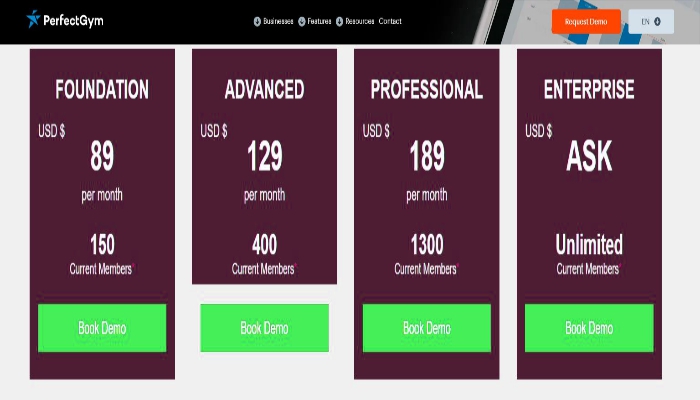 PerfectGym
Businesses Features Resources Contact
Request Demo
EN
FOUNDATION
USD $
89
per month
150
Current Members*
Book Demo
ADVANCED
USD $
129
per month
400
Current Members*
Book Demo
PROFESSIONAL
USD $
189
per month
1300
Current Members*
Book Demo
ENTERPRISE
USD $
ASK
Unlimited
Current Members*
Book Demo